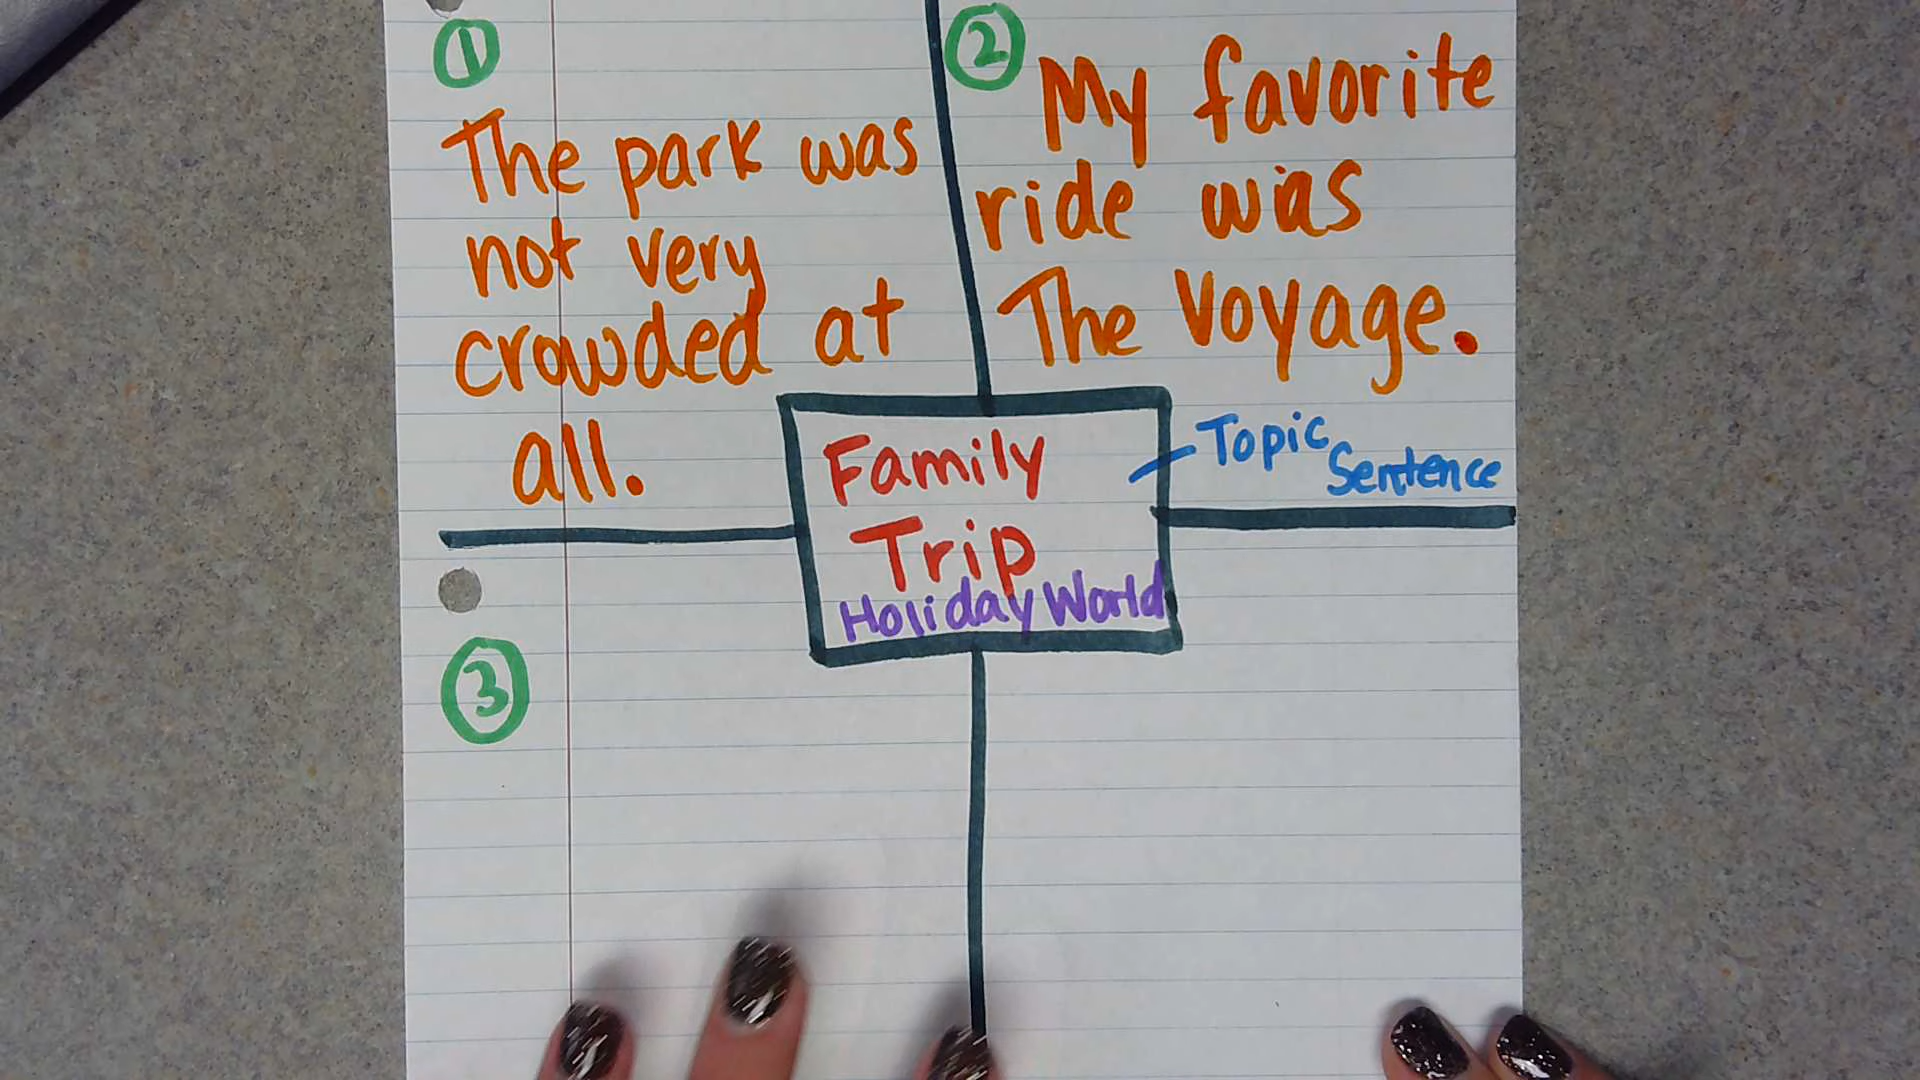 ①
The park was
not very
crowded at
all.
②
My favorite
ride was
The Voyage.
Family
Trip
Holiday World
Topic
Sentence
③